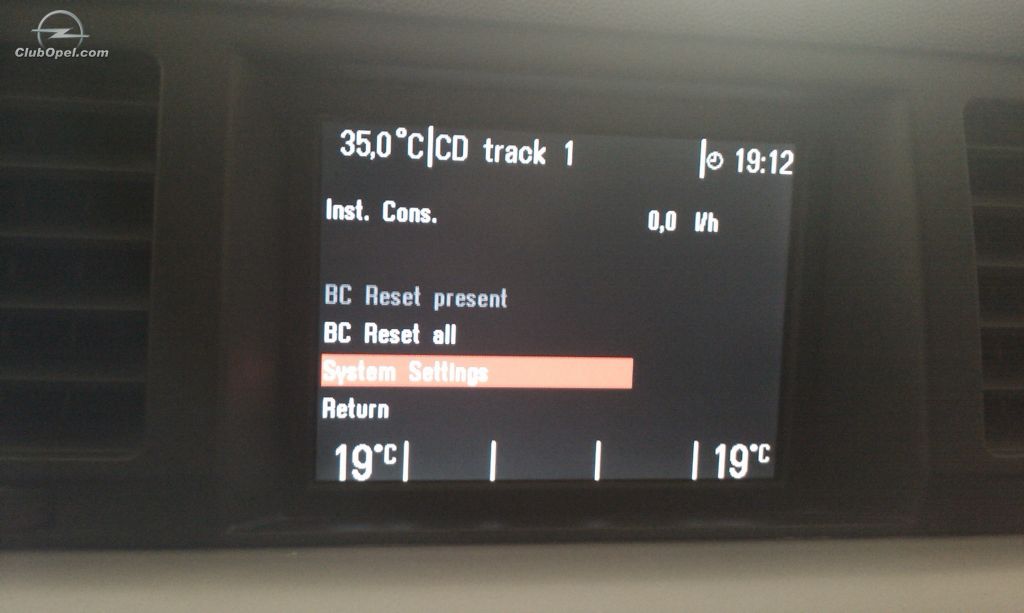 ClubOpel.com
35,0°C CD track 1 19:12
Inst. Cons. 0,0 l/h
BC Reset present
BC Reset all
System Settings
Return
19°C 19°C